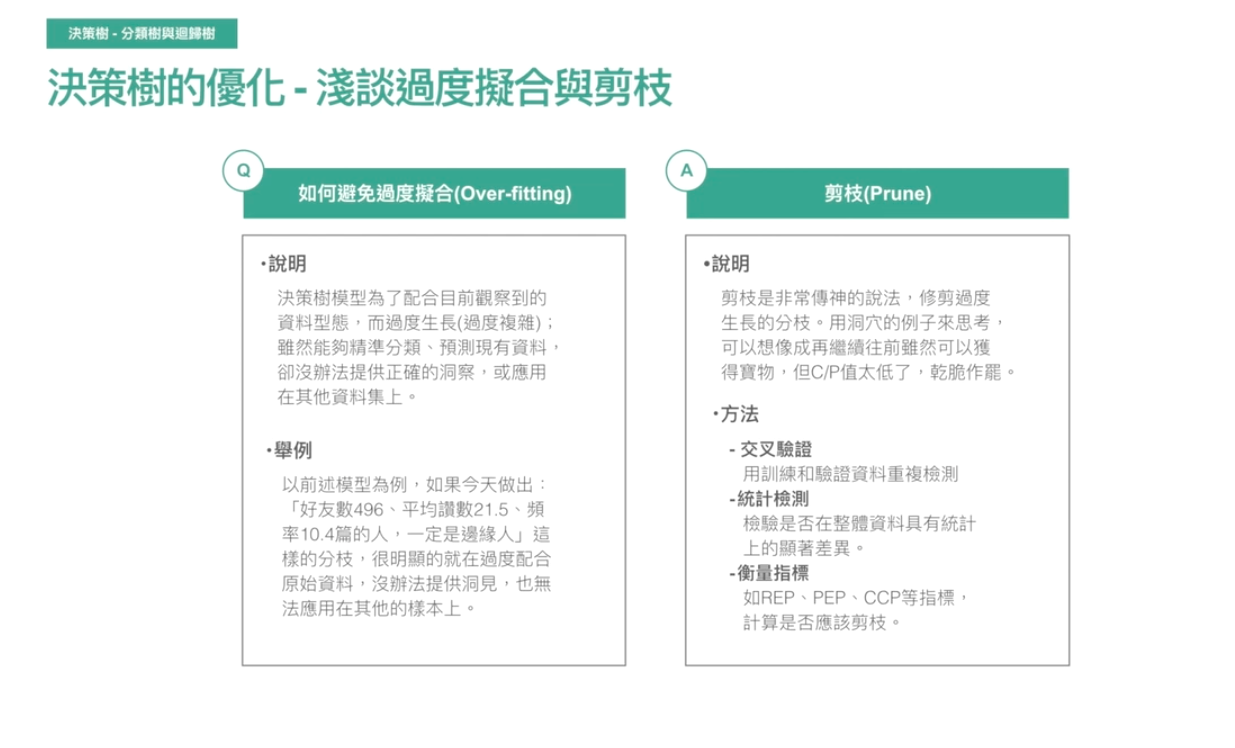 決策樹 - 分類樹與迴歸樹
決策樹的優化 - 淺談過度擬合與剪枝
Q
如何避免過度擬合(Over-fitting)
・說明
決策樹模型為了配合目前觀察到的
資料型態，而過度生長(過度複雜)；
雖然能夠精準分類、預測現有資料，
卻沒辦法提供正確的洞察，或應用
在其他資料集上。
・舉例
以前述模型為例，如果今天做出：
「好友數496、平均讚數21.5、頻
率10.4篇的人，一定是邊緣人」這
樣的分枝，很明顯的就在過度配合
原始資料，沒辦法提供洞見，也無
法應用在其他的樣本上。
A
剪枝(Prune)
•說明
剪枝是非常傳神的說法，修剪過度
生長的分枝。用洞穴的例子來思考，
可以想像成再繼續往前雖然可以獲
得寶物，但C/P值太低了，乾脆作罷。
・方法
- 交叉驗證
用訓練和驗證資料重複檢測
-統計檢測
檢驗是否在整體資料具有統計
上的顯著差異。
-衡量指標
如REP、PEP、CCP等指標，
計算是否應該剪枝。